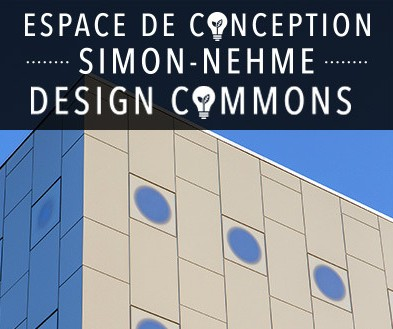 ESPACE DE CONCEPTION
SIMON-NEHME
DESIGN COMMONS